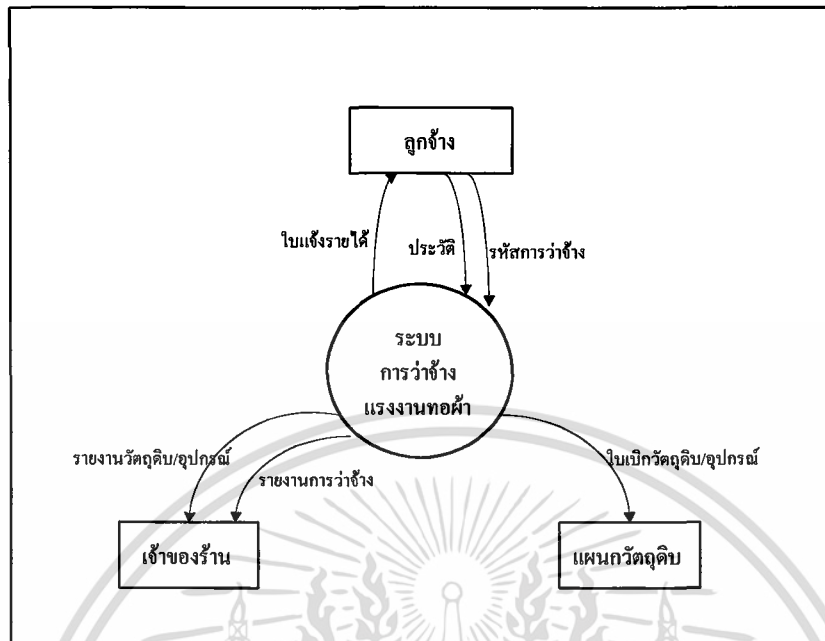 ลูกจ้าง
ใบแจ้งรายได้
ประวัติ
รหัสการว่าจ้าง
ระบบ
การว่าจ้าง
แรงงานทอผ้า
รายงานวัตถุดิบ/อุปกรณ์
รายงานการว่าจ้าง
ใบเบิกวัตถุดิบ/อุปกรณ์
เจ้าของร้าน
แผนกวัตถุดิบ